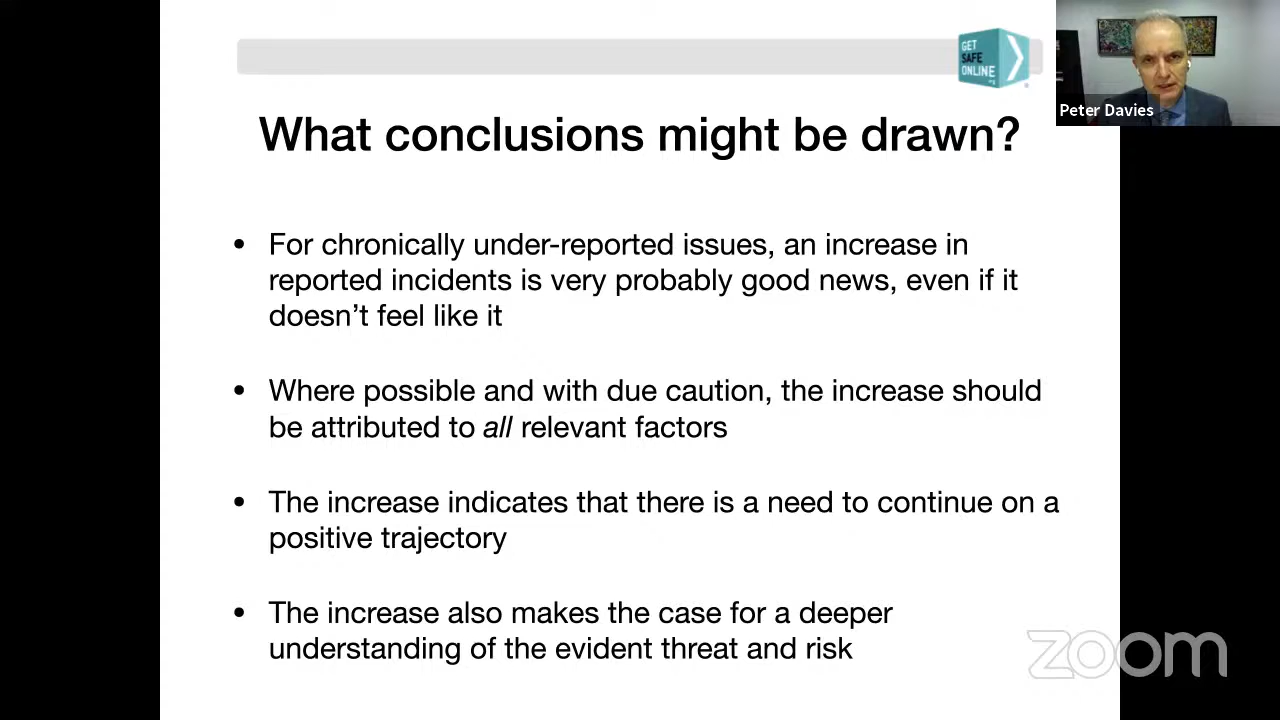 GET
SAFE
ONLINE
Peter Davies
What conclusions might be drawn?
• For chronically under-reported issues, an increase in
reported incidents is very probably good news, even if it
doesn’t feel like it
• Where possible and with due caution, the increase should
be attributed to all relevant factors
• The increase indicates that there is a need to continue on a
positive trajectory
• The increase also makes the case for a deeper
understanding of the evident threat and risk
zoom